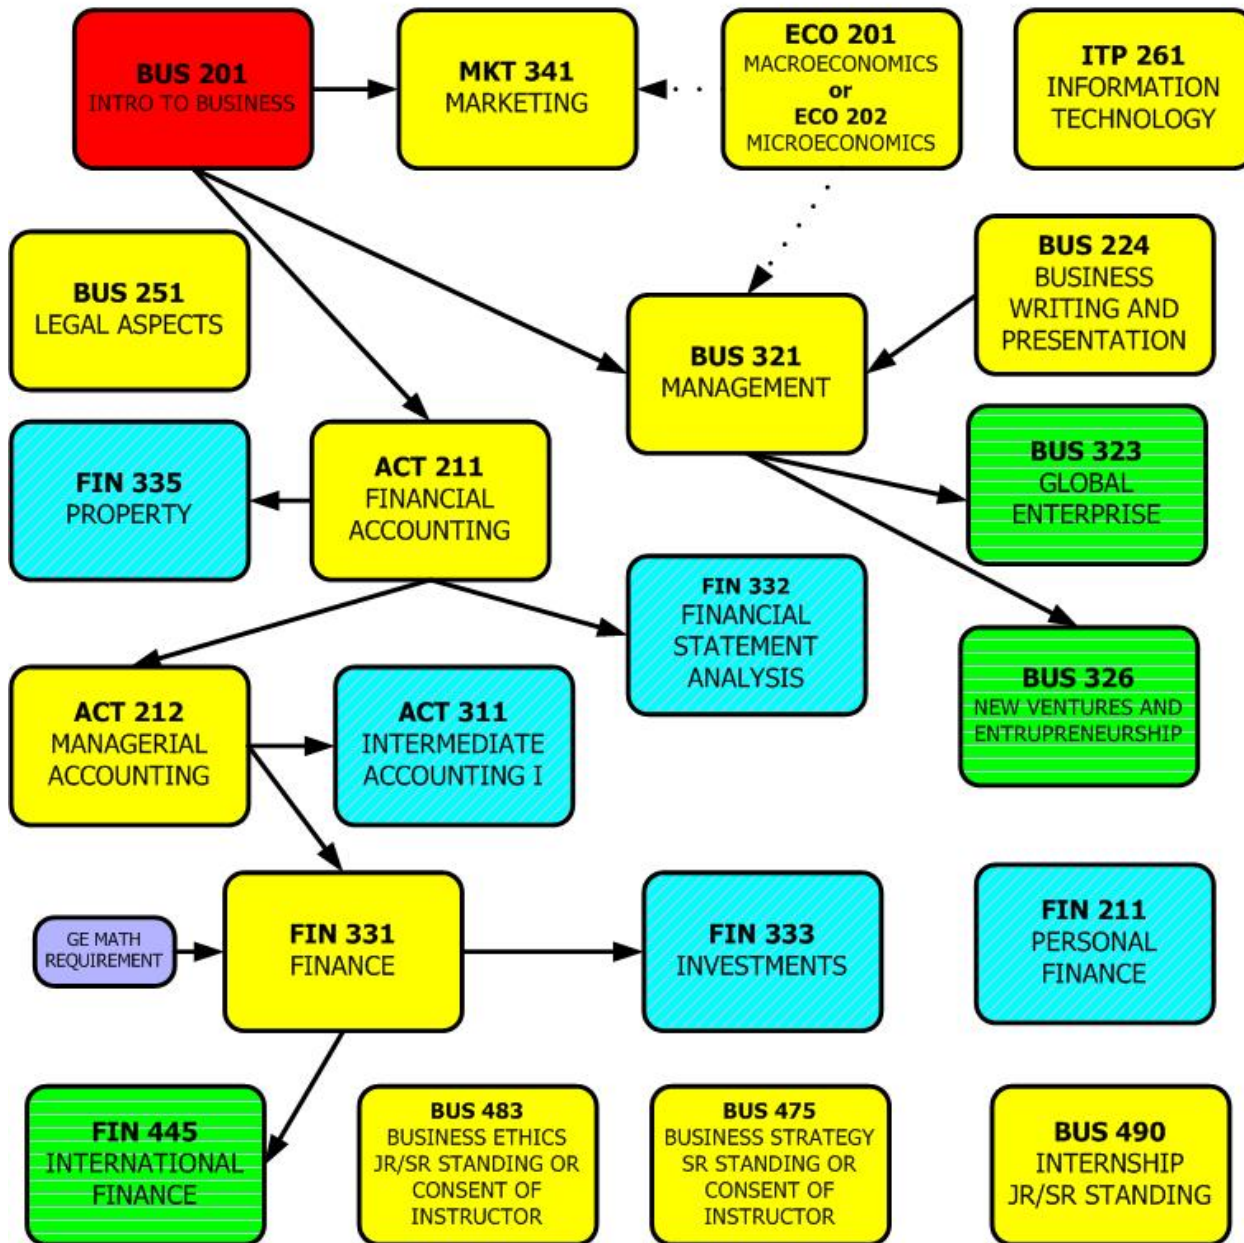 BUS 201
INTRO TO BUSINESS
MKT 341
MARKETING
ECO 201
MACROECONOMICS
or
ECO 202
MICROECONOMICS
ITP 261
INFORMATION
TECHNOLOGY
BUS 251
LEGAL ASPECTS
BUS 321
MANAGEMENT
BUS 224
BUSINESS
WRITING AND
PRESENTATION
FIN 335
PROPERTY
ACT 211
FINANCIAL
ACCOUNTING
BUS 323
GLOBAL
ENTERPRISE
FIN 332
FINANCIAL
STATEMENT
ANALYSIS
ACT 212
MANAGERIAL
ACCOUNTING
ACT 311
INTERMEDIATE
ACCOUNTING I
BUS 326
NEW VENTURES AND
ENTRUPRENEURSHIP
GE MATH
REQUIREMENT
FIN 331
FINANCE
FIN 333
INVESTMENTS
FIN 211
PERSONAL
FINANCE
FIN 445
INTERNATIONAL
FINANCE
BUS 483
BUSINESS ETHICS
JR/SR STANDING OR
CONSENT OF
INSTRUCTOR
BUS 475
BUSINESS STRATEGY
SR STANDING OR
CONSENT OF
INSTRUCTOR
BUS 490
INTERNSHIP
JR/SR STANDING